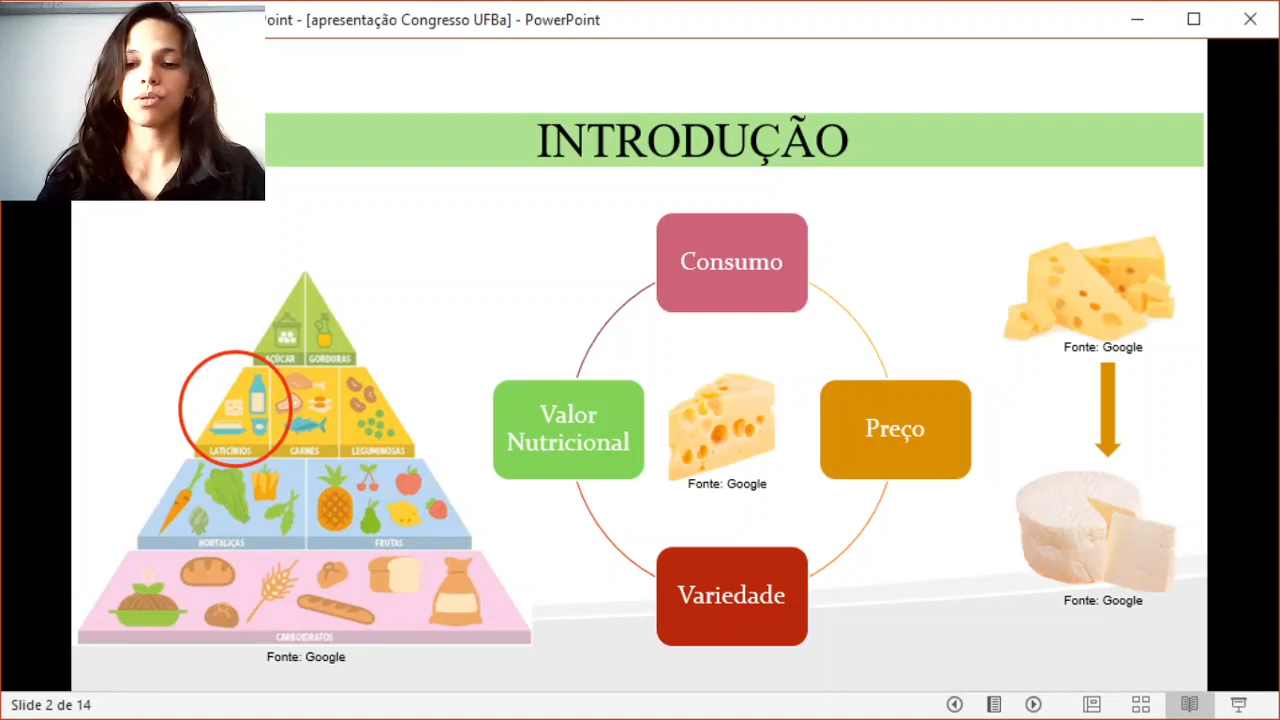 oint - [apresentação Congresso UFBa] - PowerPoint
INTRODUÇÃO
AÇÚCAR GORDURAS
LATICÍNIOS CARNES LEGUMINOSAS
HORTALIÇAS FRUTAS
CARBOIDRATOS
Fonte: Google
Consumo
Valor
Nutricional
Fonte: Google
Preço
Variedade
Fonte: Google
Fonte: Google
Slide 2 de 14